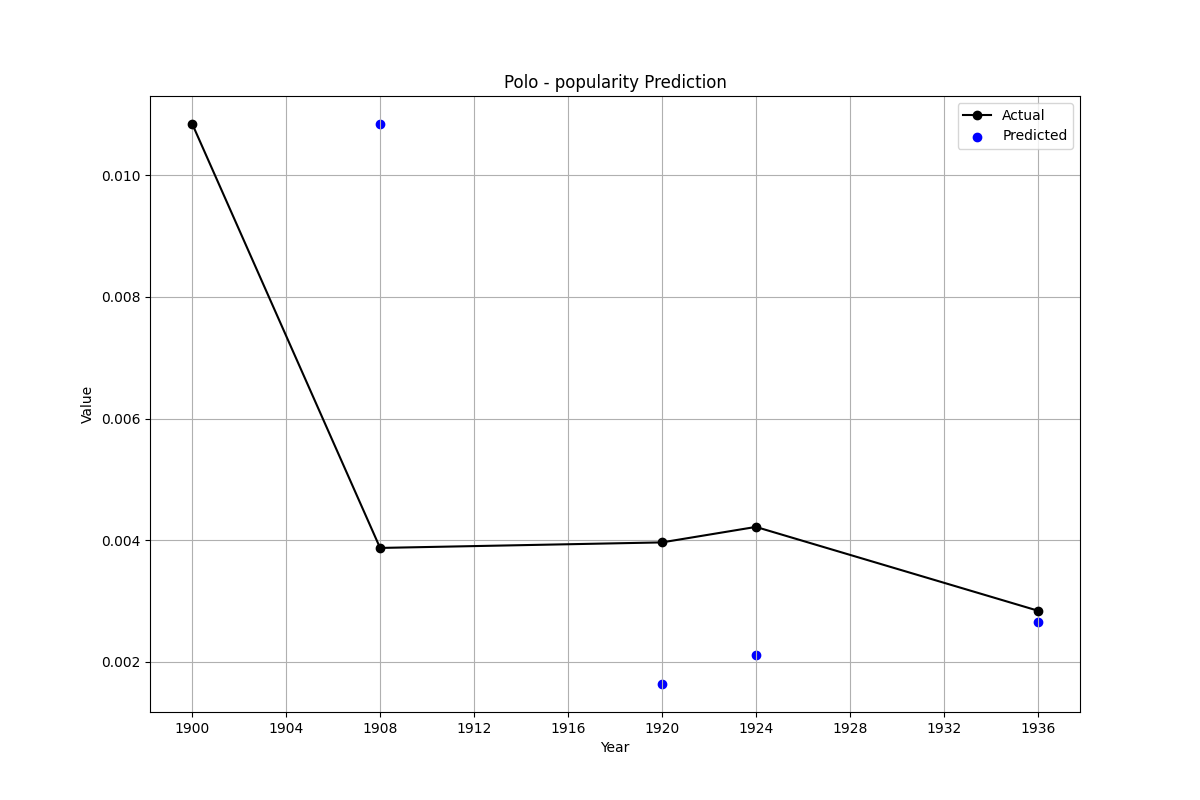 Polo - popularity Prediction
Actual
Predicted
0.010
0.008
0.006
0.004
0.002
Value
1900 1904 1908 1912 1916 1920 1924 1928 1932 1936
Year